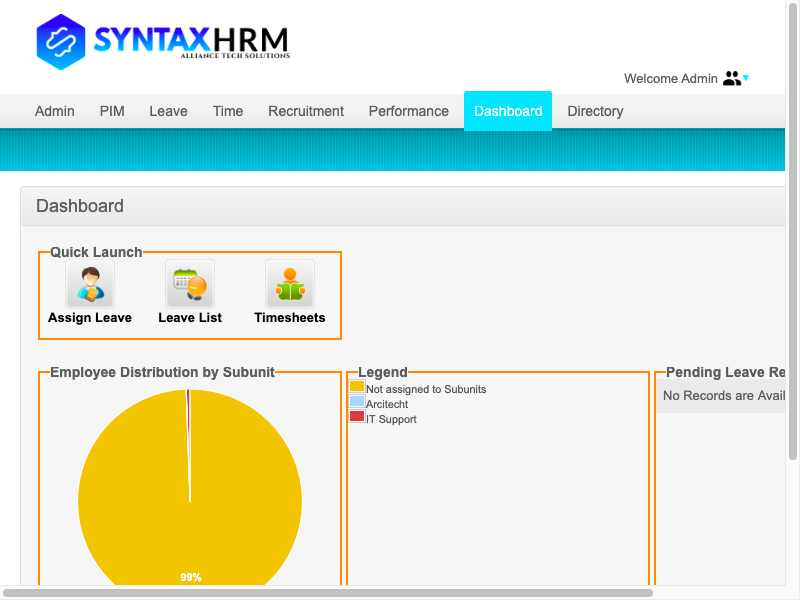 SYNTAXHRM
ALLIANCE TECH SOLUTIONS
Welcome Admin
Admin PIM Leave Time Recruitment Performance Dashboard Directory
Dashboard
Quick Launch
Assign Leave Leave List Timesheets
Employee Distribution by Subunit
99%
Legend
Not assigned to Subunits
Arcitecht
IT Support
Pending Leave Re
No Records are Avail